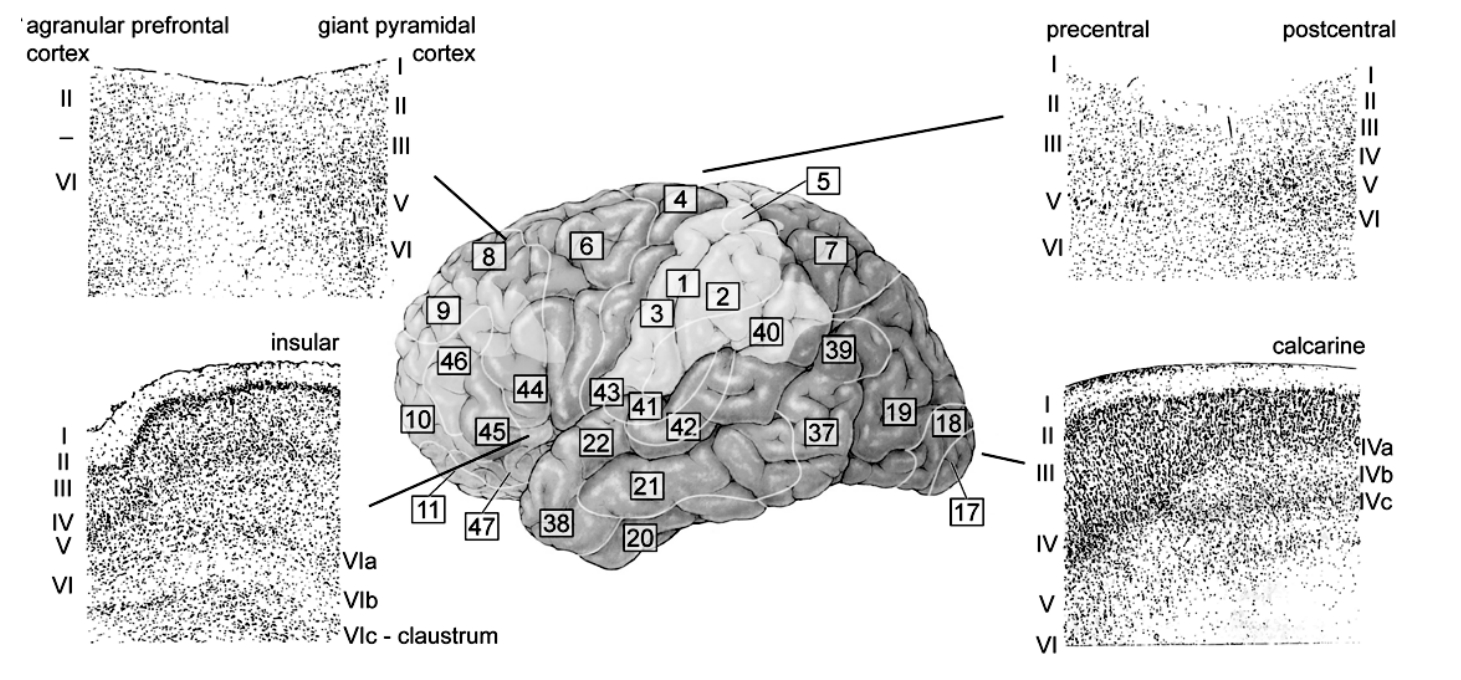 agranular prefrontal
cortex
giant pyramidal
cortex
II
–
VI
I
II
III
V
VI
precentral
postcentral
I
II
III
V
VI
I
II
III
IV
V
VI
4
5
6
8
7
1
2
3
9
40
39
46
44
43
41
42
10
45
22
37
19
18
21
11
47
38
20
17
insular
I
II
III
IV
V
VI
VIa
VIb
VIc - claustrum
calcarine
I
II
III
IV
V
VI
IVa
IVb
IVc